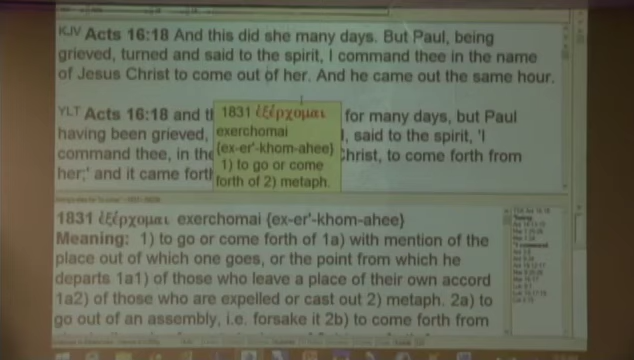 KJV Acts 16:18 And this did she many days. But Paul, being
grieved, turned and said to the spirit, I command thee in the name
of Jesus Christ to come out of her. And he came out the same hour.
YLT Acts 16:18 and th for many days, but Paul
having been grieved, , said to the spirit, 'I
command thee, in the Christ, to come forth from
her;' and it came forth
1831 ἐξέρχομαι
exerchomai
{ex-er'-khom-ahee}
1) to go or come
forth of 2) metaph.
1831 ἐξέρχομαι exerchomai {ex-er'-khom-ahee}
Meaning: 1) to go or come forth of 1a) with mention of the
place out of which one goes, or the point from which he
departs 1a1) of those who leave a place of their own accord
1a2) of those who are expelled or cast out 2) metaph. 2a) to
go out of an assembly, i.e. forsake it 2b) to come forth from